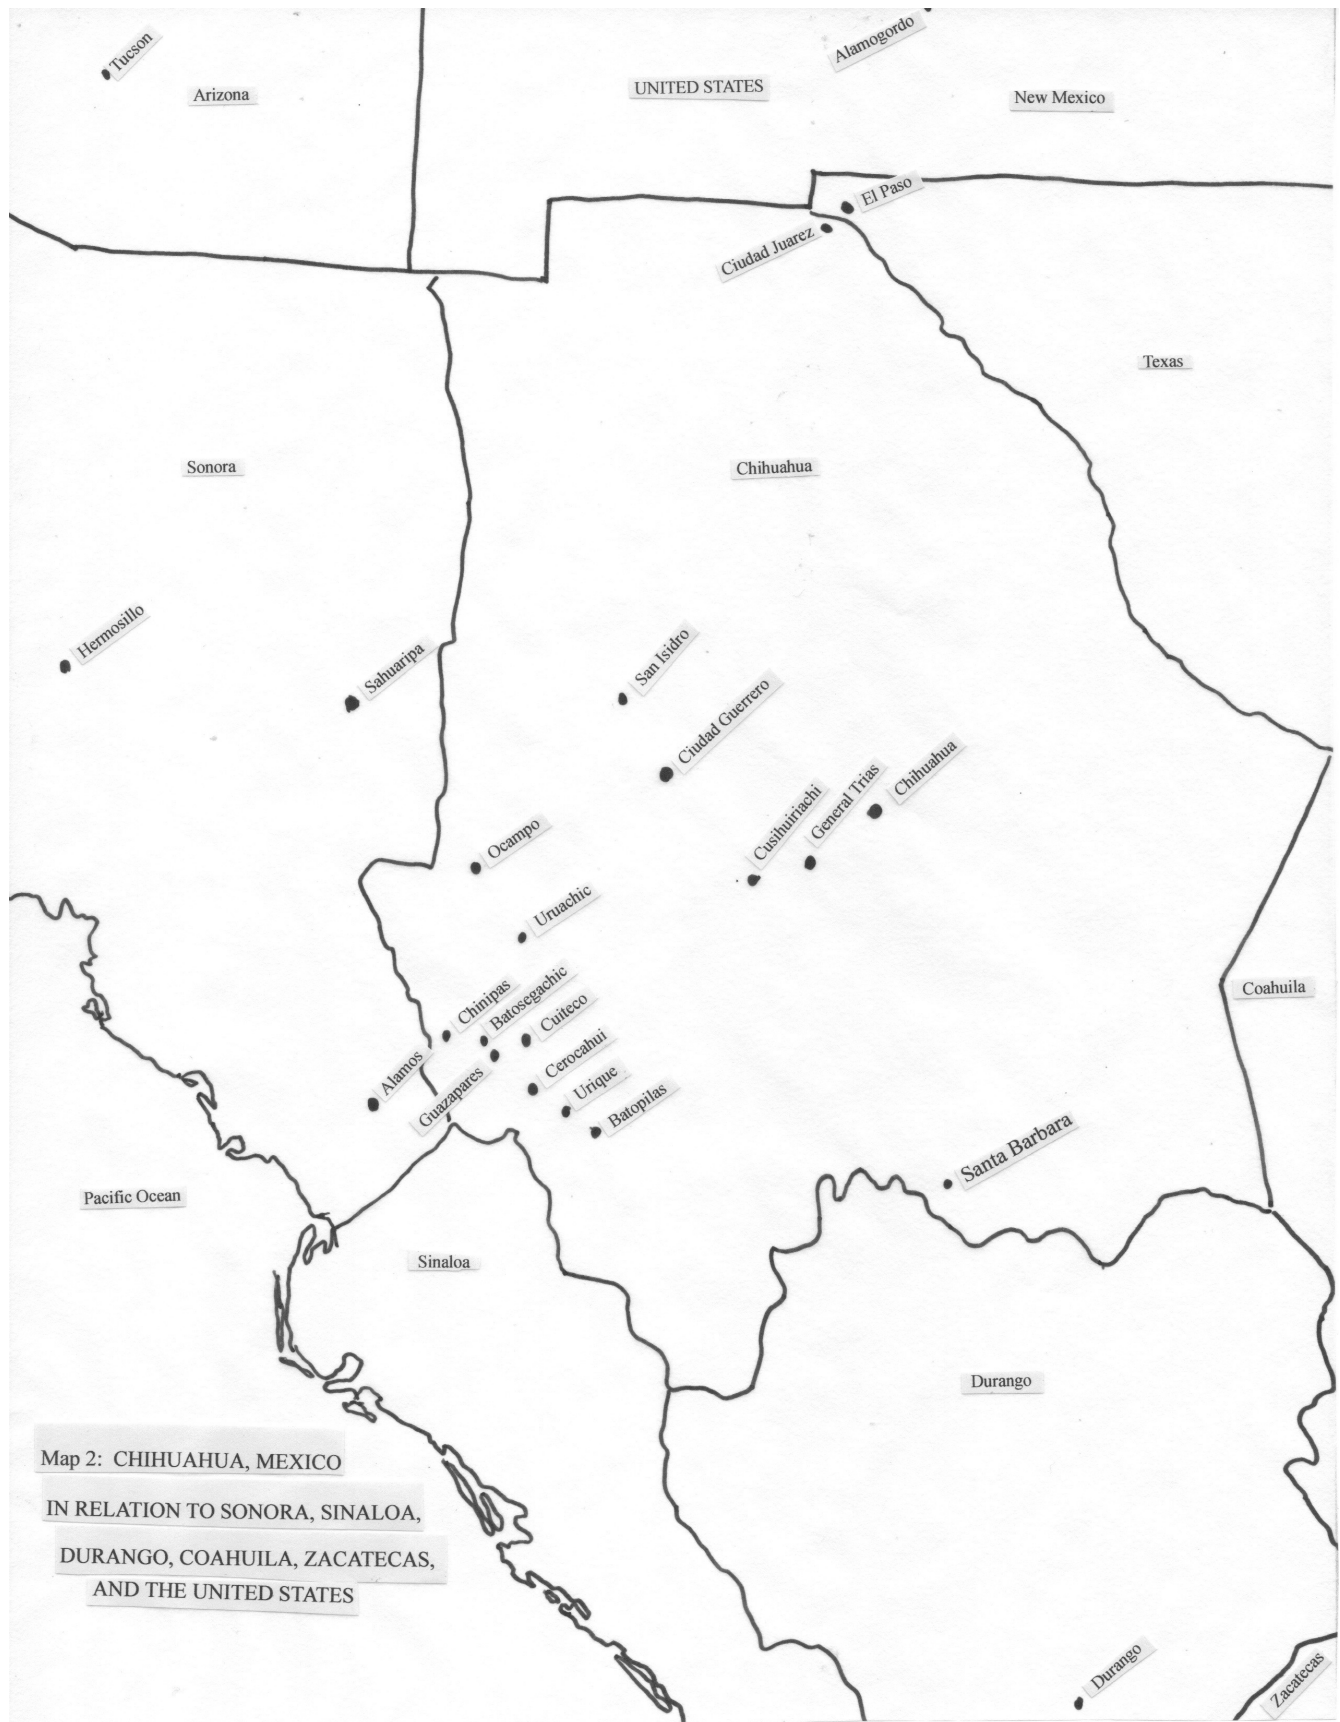 Tucson
Alamogordo
Arizona
UNITED STATES
New Mexico
El Paso
Ciudad Juarez
Texas
Sonora
Chihuahua
Hermosillo
Sahuaripa
San Isidro
Ciudad Guerrero
Cusihuiriachi
General Trias
Chihuahua
Ocampo
Uruachic
Chinipas
Batosegachic
Cuiteco
Coahuila
Alamos
Guazapares
Cerocahui
Urique
Batopilas
Santa Barbara
Pacific Ocean
Sinaloa
Durango
Map 2: CHIHUAHUA, MEXICO
IN RELATION TO SONORA, SINALOA,
DURANGO, COAHUILA, ZACATECAS,
AND THE UNITED STATES
Durango
Zacatecas